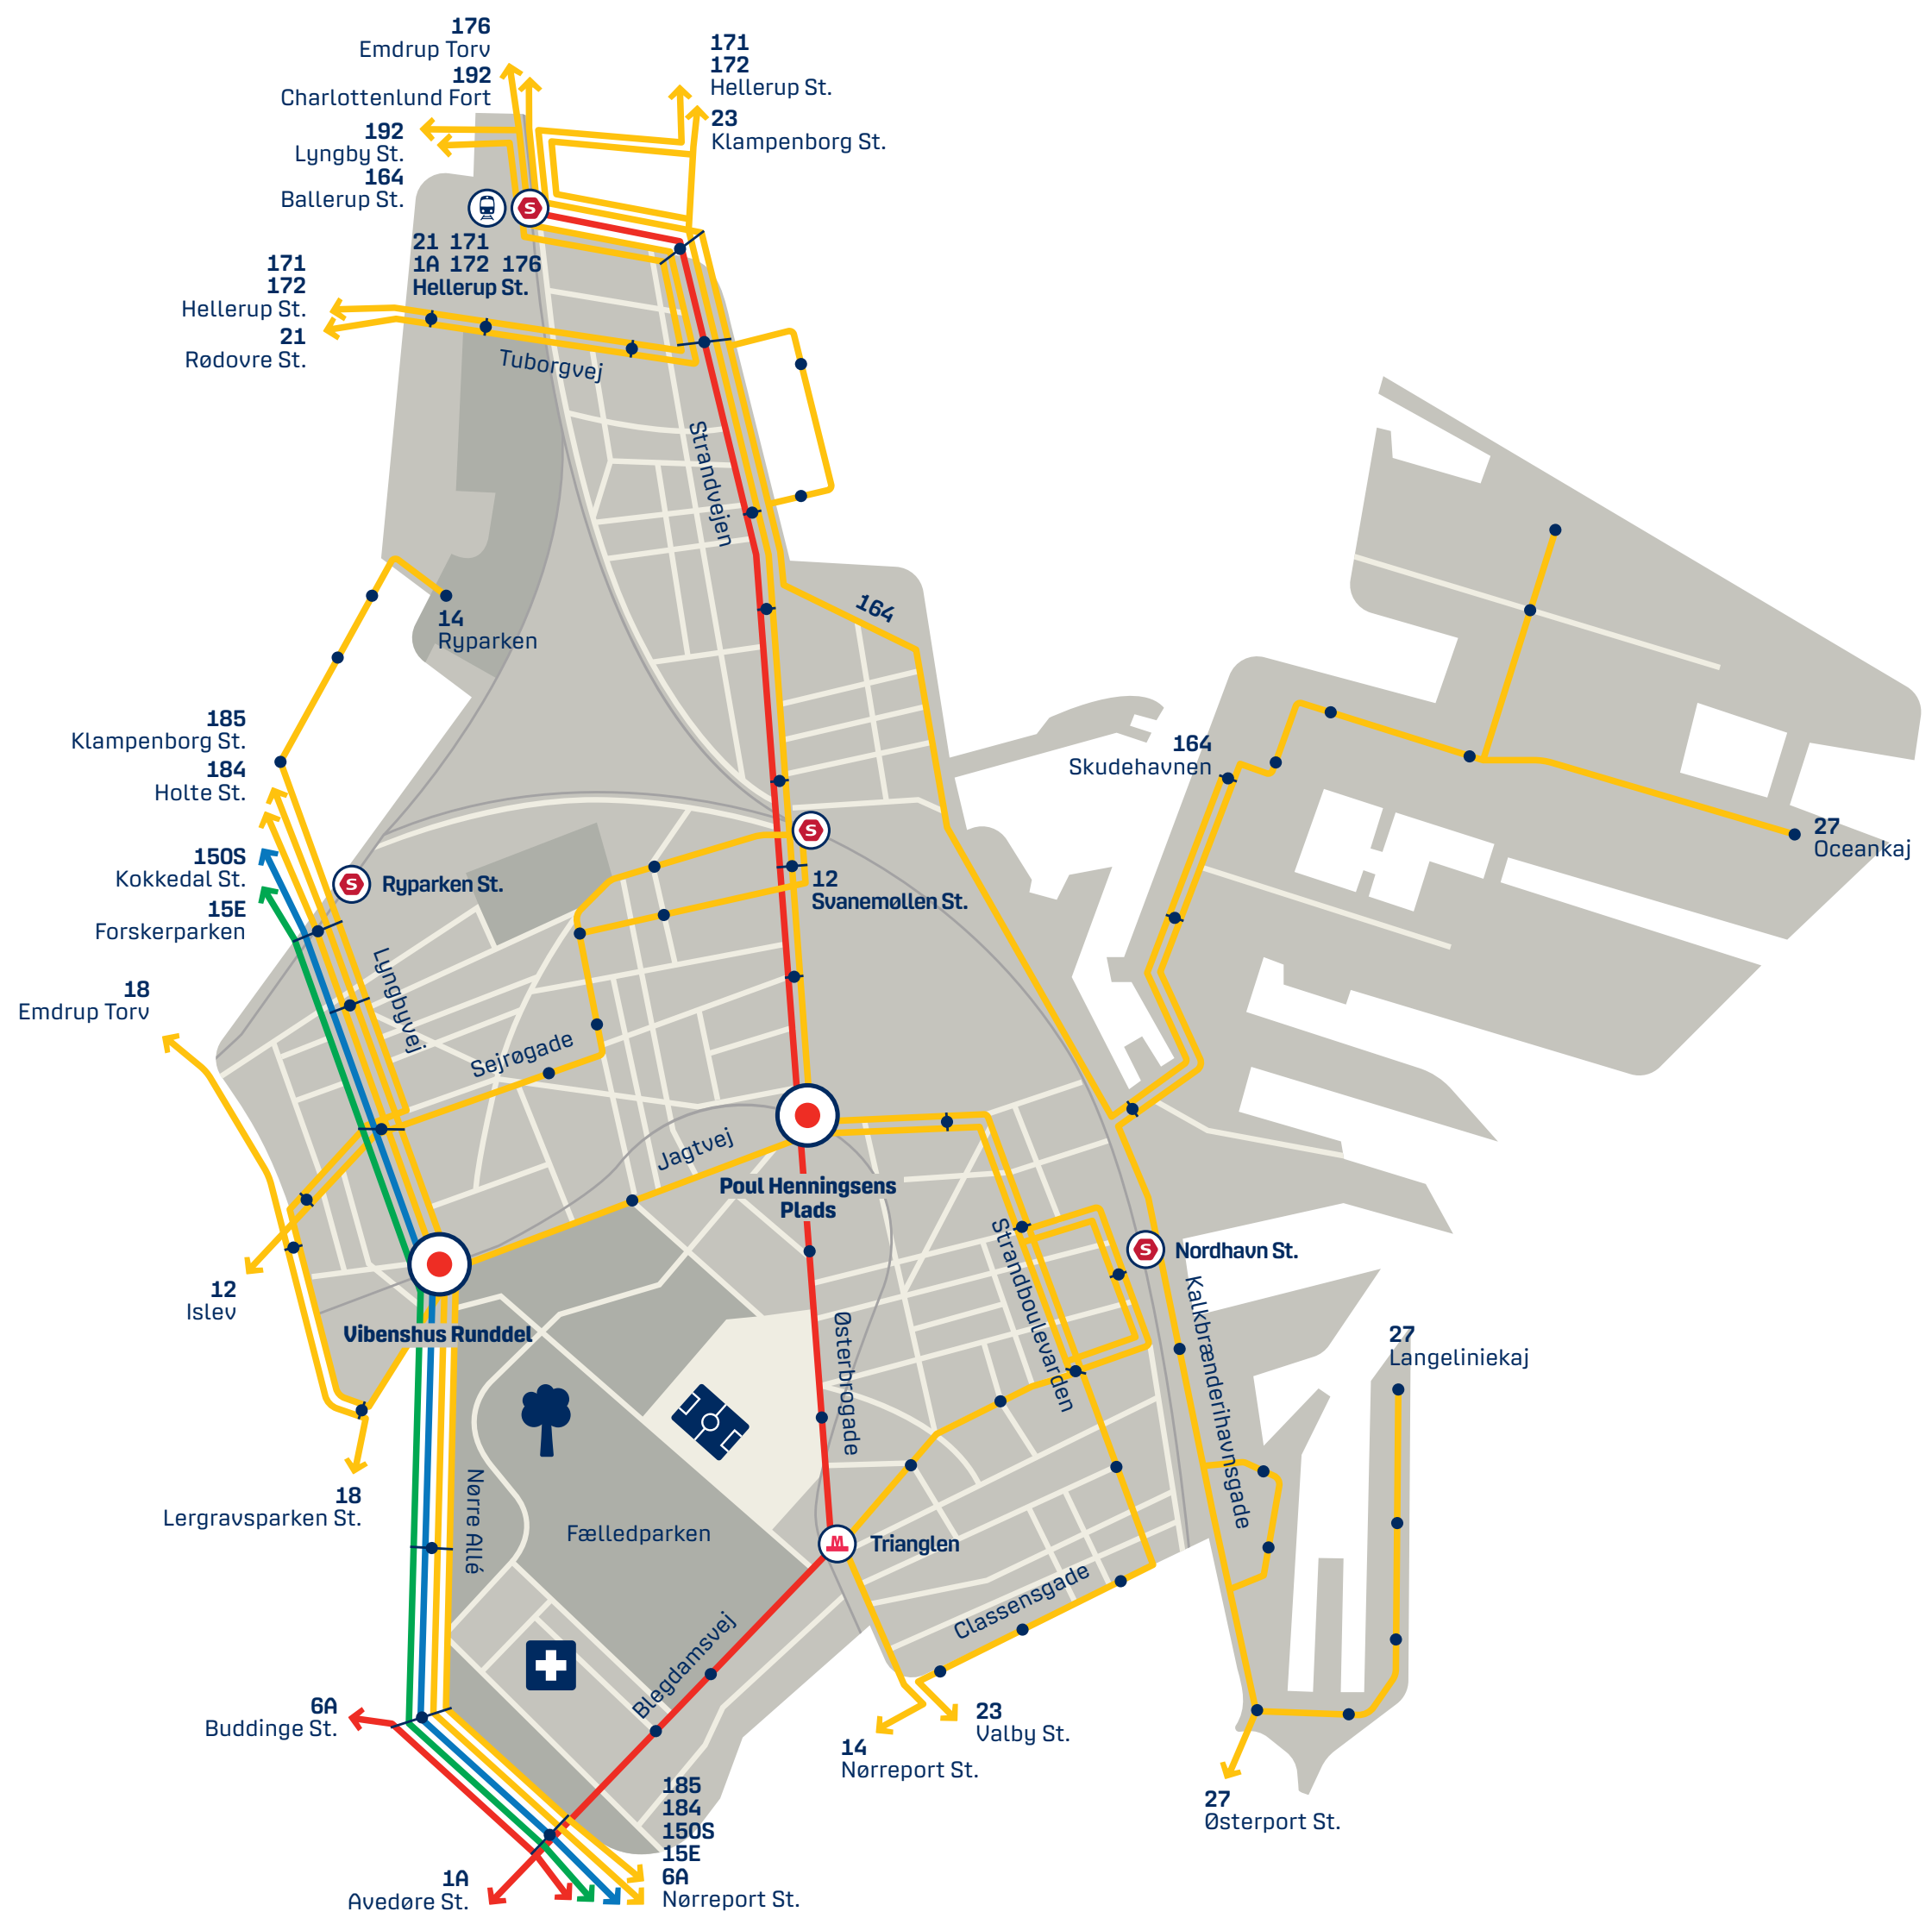 176
Emdrup Torv
192
Charlottenlund Fort
192
Lyngby St.
164
Ballerup St.
171
172
Hellerup St.
23
Klampenborg St.
S
21 171
1A 172 176
Hellerup St.
171
172
Hellerup St.
21
Rødovre St.
Tuborgvej
Strandvejen
164
14
Ryparken
185
Klampenborg St.
184
Holte St.
150S
Kokkedal St.
15E
Forskerparken
S
Ryparken St.
S
12
Svanemøllen St.
164
Skudehavnen
27
Oceankaj
18
Emdrup Torv
Lyngbyvej
Sejrøgade
Jagtvej
Poul Henningsens
Plads
Strandboulevarden
S
Nordhavn St.
Kalkbrænderihavnsgade
12
Islev
Vibenshus Runddel
Østerbrogade
27
Langeliniekaj
18
Lergravsparken St.
Nørre Allé
Fælledparken
M
Trianglen
Classensgade
Blegdamsvej
6A
Buddinge St.
23
Valby St.
14
Nørreport St.
27
Østerport St.
185
184
150S
15E
6A
Nørreport St.
1A
Avedøre St.